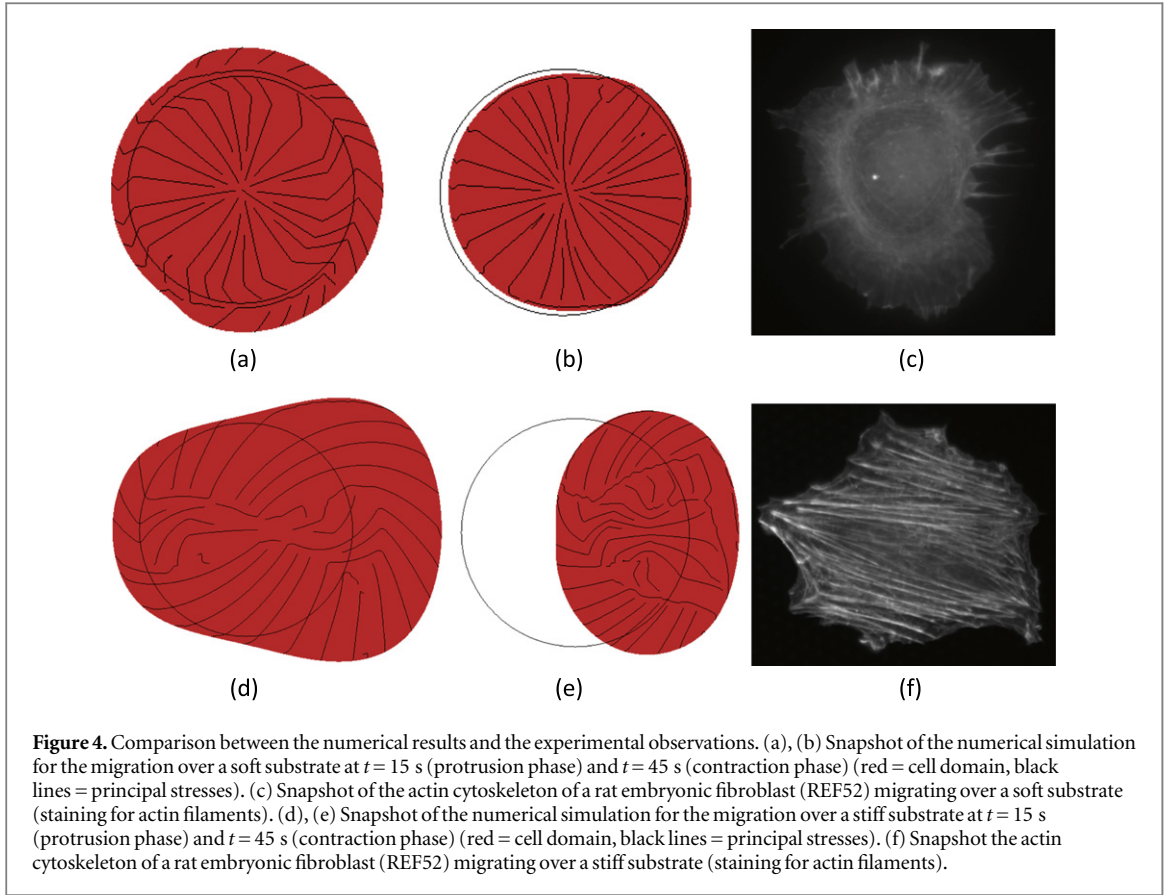 (a)
(b)
(c)
(d)
(e)
(f)
Figure 4. Comparison between the numerical results and the experimental observations. (a), (b) Snapshot of the numerical simulation
for the migration over a soft substrate at t = 15 s (protrusion phase) and t = 45 s (contraction phase) (red = cell domain, black
lines = principal stresses). (c) Snapshot of the actin cytoskeleton of a rat embryonic fibroblast (REF52) migrating over a soft substrate
(staining for actin filaments). (d), (e) Snapshot of the numerical simulation for the migration over a stiff substrate at t = 15 s
(protrusion phase) and t = 45 s (contraction phase) (red = cell domain, black lines = principal stresses). (f) Snapshot the actin
cytoskeleton of a rat embryonic fibroblast (REF52) migrating over a stiff substrate (staining for actin filaments).